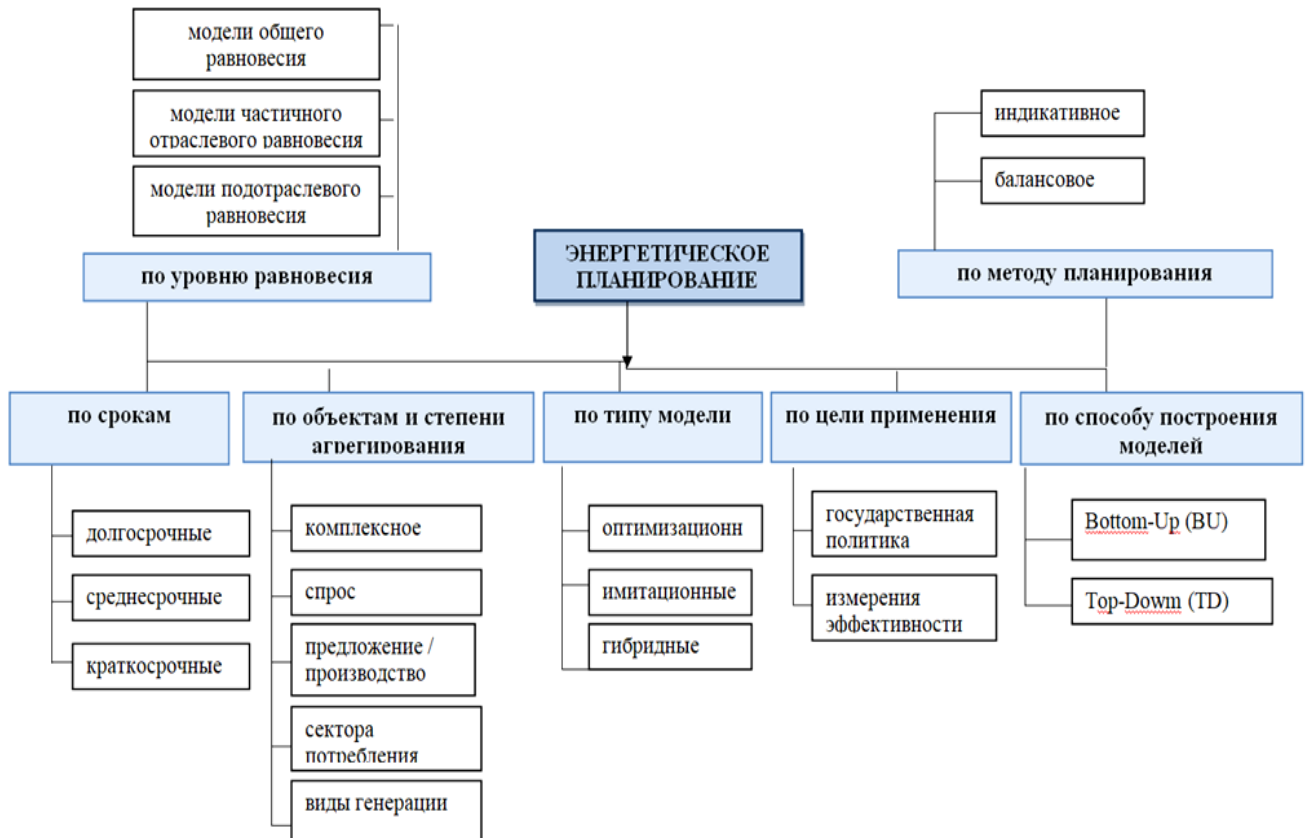 модели общего
равновесия
модели частичного
отраслевого равновесия
модели подотраслевого
равновесия
по уровню равновесия
ЭНЕРГЕТИЧЕСКОЕ
ПЛАНИРОВАНИЕ
индикативное
балансовое
по методу планирования
по срокам
долгосрочные
среднесрочные
краткосрочные
по объектам и степени
агрегирования
комплексное
спрос
предложение /
производство
сектора
потребления
виды генерации
по типу модели
оптимизационн
имитационные
гибридные
по цели применения
государственная
политика
измерения
эффективности
по способу построения
моделей
Bottom-Up (BU)
Top-Dowm (TD)